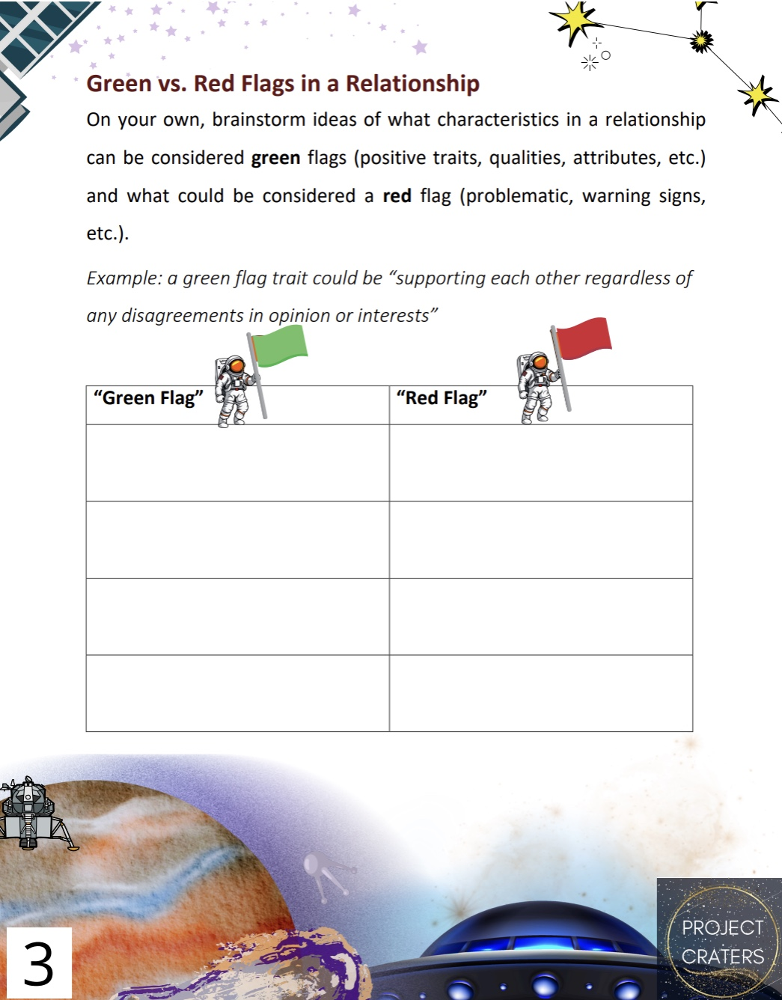 Green vs. Red Flags in a Relationship
On your own, brainstorm ideas of what characteristics in a relationship
can be considered green flags (positive traits, qualities, attributes, etc.)
and what could be considered a red flag (problematic, warning signs,
etc.).
Example: a green flag trait could be “supporting each other regardless of
any disagreements in opinion or interests”
“Green Flag”
“Red Flag”
3
PROJECT
CRATERS